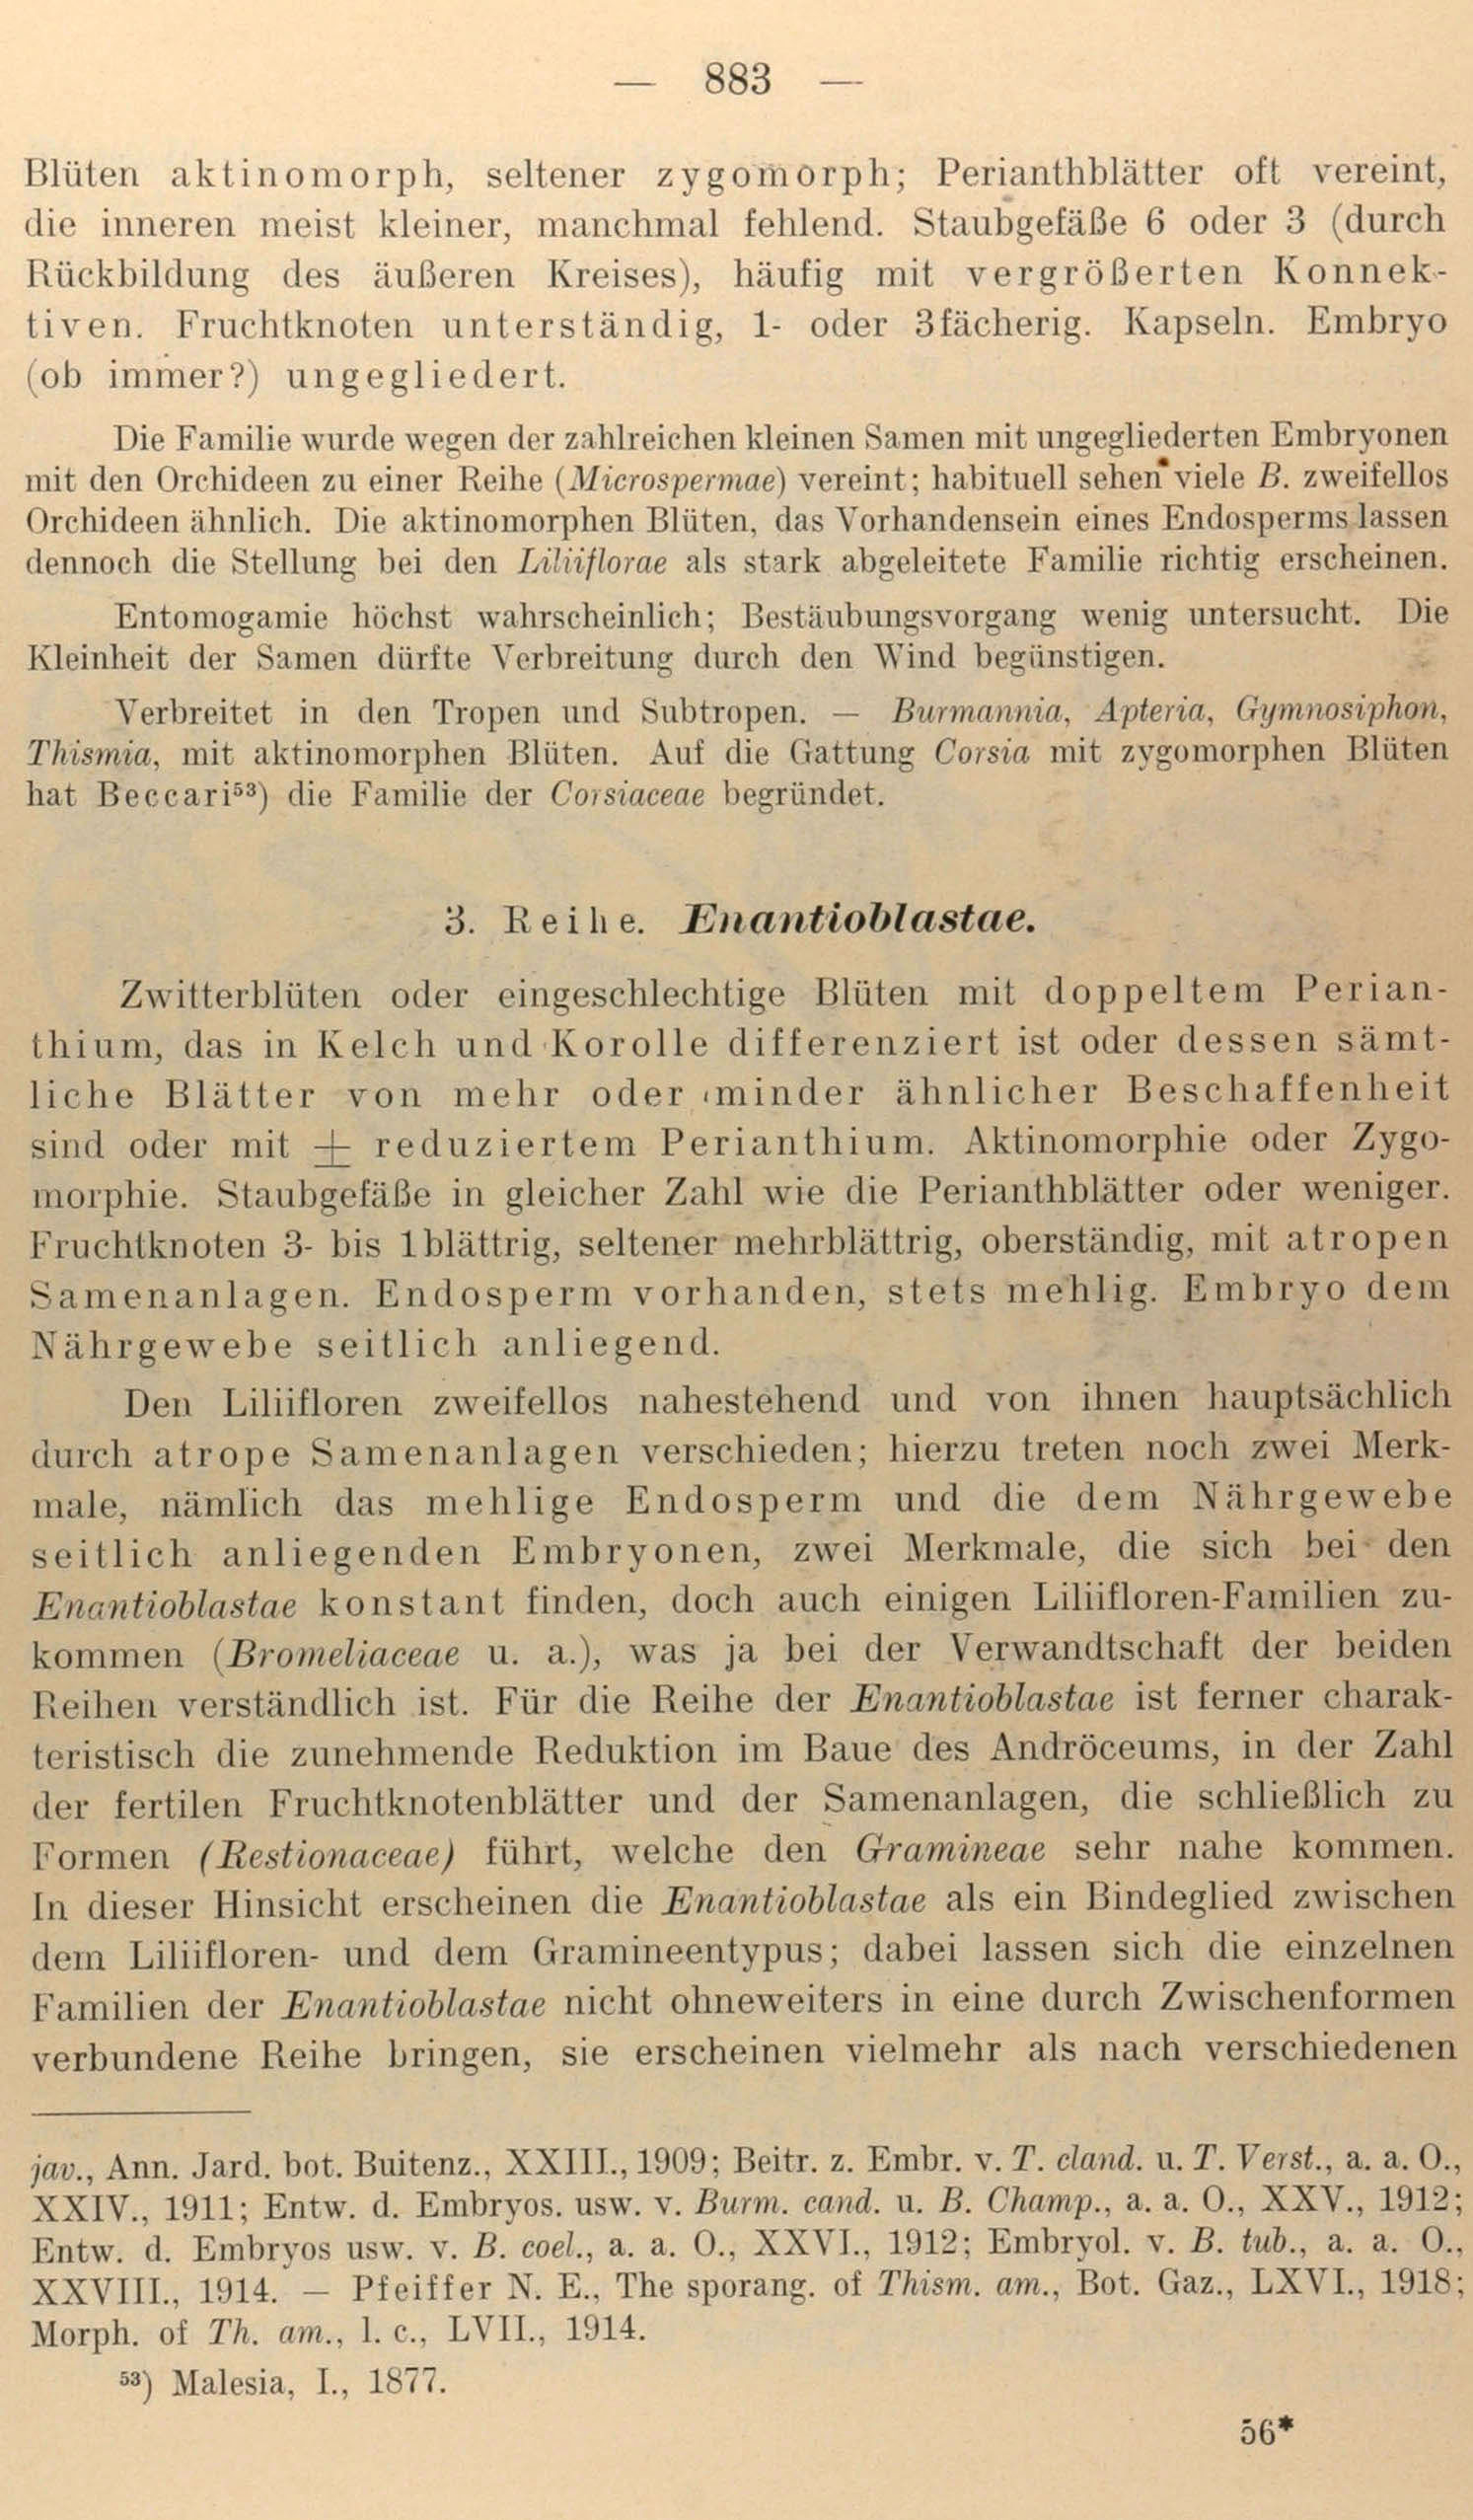 — 883 —
Blüten aktinomorph, seltener zygomorph; Perianthblätter oft vereint,
die inneren meist kleiner, manchmal fehlend. Staubgefäße 6 oder 3 (durch
Rückbildung des äußeren Kreises), häufig mit vergrößerten Konnek-
tiven. Fruchtknoten unterständig, 1- oder 3fächerig. Kapseln. Embryo
(ob immer?) ungegliedert.
Die Familie wurde wegen der zahlreichen kleinen Samen mit ungegliederten Embryonen
mit den Orchideen zu einer Reihe (Microspermae) vereint; habituell sehen viele B. zweifellos
Orchideen ähnlich. Die aktinomorphen Blüten, das Vorhandensein eines Endosperms lassen
dennoch die Stellung bei den Liliiflorae als stark abgeleitete Familie richtig erscheinen.
Entomogamie höchst wahrscheinlich; Bestäubungsvorgang wenig untersucht. Die
Kleinheit der Samen dürfte Verbreitung durch den Wind begünstigen.
Verbreitet in den Tropen und Subtropen. — Burmannia, Apteria, Gymnosiphon,
Thismia, mit aktinomorphen Blüten. Auf die Gattung Corsia mit zygomorphen Blüten
hat Beccari⁵³) die Familie der Corsiaceae begründet.
3. Reihe. Enantioblastae.
Zwitterblüten oder eingeschlechtige Blüten mit doppeltem Perian-
thium, das in Kelch und Korolle differenziert ist oder dessen sämt-
liche Blätter von mehr oder minder ähnlicher Beschaffenheit
sind oder mit ± reduziertem Perianthium. Aktinomorphie oder Zygo-
morphie. Staubgefäße in gleicher Zahl wie die Perianthblätter oder weniger.
Fruchtknoten 3- bis 1blättrig, seltener mehrblättrig, oberständig, mit atropen
Samenanlagen. Endosperm vorhanden, stets mehlig. Embryo dem
Nährgewebe seitlich anliegend.
Den Liliifloren zweifellos nahestehend und von ihnen hauptsächlich
durch atrope Samenanlagen verschieden; hierzu treten noch zwei Merk-
male, nämlich das mehlige Endosperm und die dem Nährgewebe
seitlich anliegenden Embryonen, zwei Merkmale, die sich bei den
Enantioblastae konstant finden, doch auch einigen Liliifloren-Familien zu-
kommen (Bromeliaceae u. a.), was ja bei der Verwandtschaft der beiden
Reihen verständlich ist. Für die Reihe der Enantioblastae ist ferner charak-
teristisch die zunehmende Reduktion im Baue des Andröceums, in der Zahl
der fertilen Fruchtknotenblätter und der Samenanlagen, die schließlich zu
Formen (Restionaceae) führt, welche den Gramineae sehr nahe kommen.
In dieser Hinsicht erscheinen die Enantioblastae als ein Bindeglied zwischen
dem Liliifloren- und dem Gramineentypus; dabei lassen sich die einzelnen
Familien der Enantioblastae nicht ohneweiters in eine durch Zwischenformen
verbundene Reihe bringen, sie erscheinen vielmehr als nach verschiedenen
jav., Ann. Jard. bot. Buitenz., XXIII., 1909; Beitr. z. Embr. v. T. cland. u. T. Verst., a. a. O.,
XXIV., 1911; Entw. d. Embryos. usw. v. Burm. cand. u. B. Champ., a. a. O., XXV., 1912;
Entw. d. Embryos usw. v. B. coel., a. a. O., XXVI., 1912; Embryol. v. B. tub., a. a. O.,
XXVIII., 1914. — Pfeiffer N. E., The sporang. of Thism. am., Bot. Gaz., LXVI., 1918;
Morph. of Th. am., l. c., LVII., 1914.
⁵³) Malesia, I., 1877.
56*